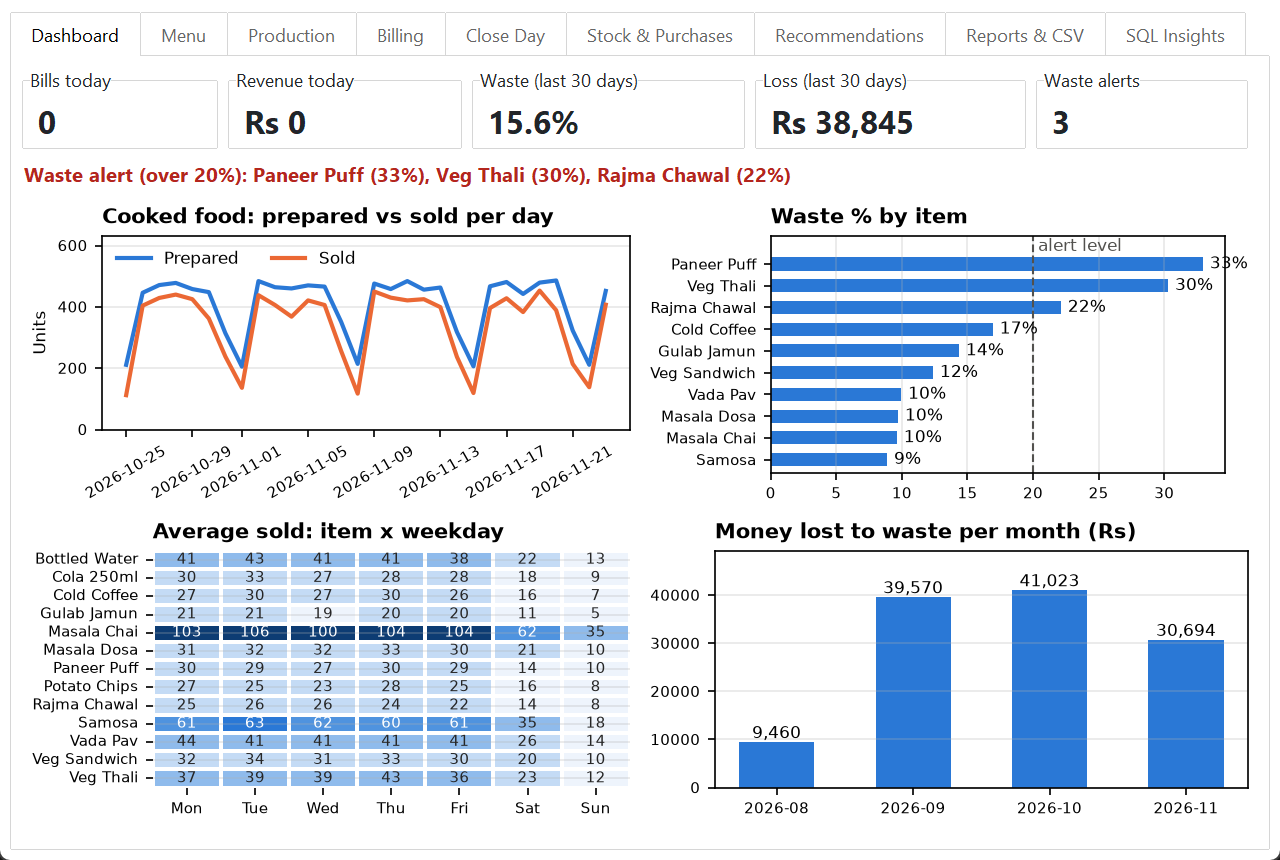 Dashboard Menu Production Billing Close Day Stock & Purchases Recommendations Reports & CSV SQL Insights
Bills today Revenue today Waste (last 30 days) Loss (last 30 days) Waste alerts
0 Rs 0 15.6% Rs 38,845 3
Waste alert (over 20%): Paneer Puff (33%), Veg Thali (30%), Rajma Chawal (22%)
Cooked food: prepared vs sold per day
Prepared Sold
Units
600
400
200
0
2026-10-25 2026-10-29 2026-11-01 2026-11-05 2026-11-09 2026-11-13 2026-11-17 2026-11-21
Waste % by item
alert level
Paneer Puff 33%
Veg Thali 30%
Rajma Chawal 22%
Cold Coffee 17%
Gulab Jamun 14%
Veg Sandwich 12%
Vada Pav 10%
Masala Dosa 10%
Masala Chai 10%
Samosa 9%
0 5 10 15 20 25 30
Average sold: item x weekday
Bottled Water 41 43 41 41 38 22 13
Cola 250ml 30 33 27 28 28 18 9
Cold Coffee 27 30 27 30 26 16 7
Gulab Jamun 21 21 19 20 20 11 5
Masala Chai 103 106 100 104 104 62 35
Masala Dosa 31 32 32 33 30 21 10
Paneer Puff 30 29 27 30 29 14 10
Potato Chips 27 25 23 28 25 16 8
Rajma Chawal 25 26 26 24 22 14 8
Samosa 61 63 62 60 61 35 18
Vada Pav 44 41 41 41 41 26 14
Veg Sandwich 32 34 31 33 30 20 10
Veg Thali 37 39 39 43 36 23 12
Mon Tue Wed Thu Fri Sat Sun
Money lost to waste per month (Rs)
40000
30000
20000
10000
0
9,460 39,570 41,023 30,694
2026-08 2026-09 2026-10 2026-11